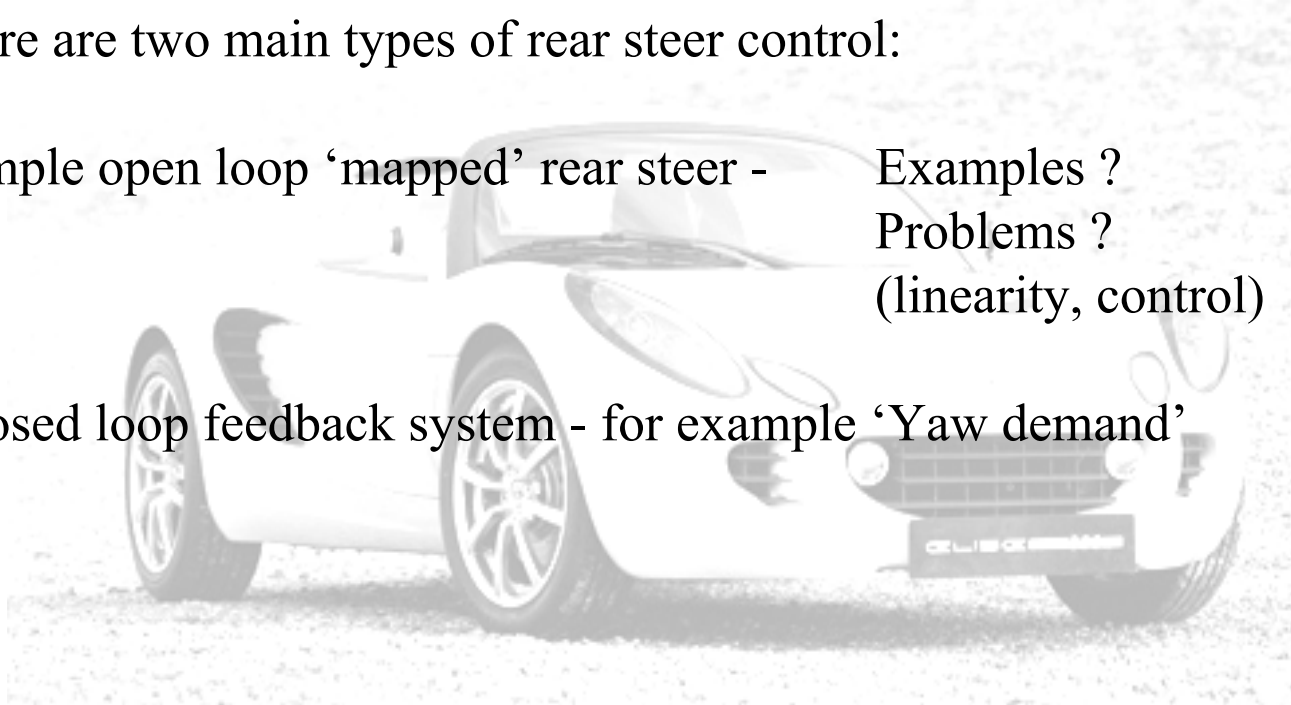 re are two main types of rear steer control:
mple open loop ‘mapped’ rear steer - Examples ?
Problems ?
(linearity, control)
osed loop feedback system - for example ‘Yaw demand’